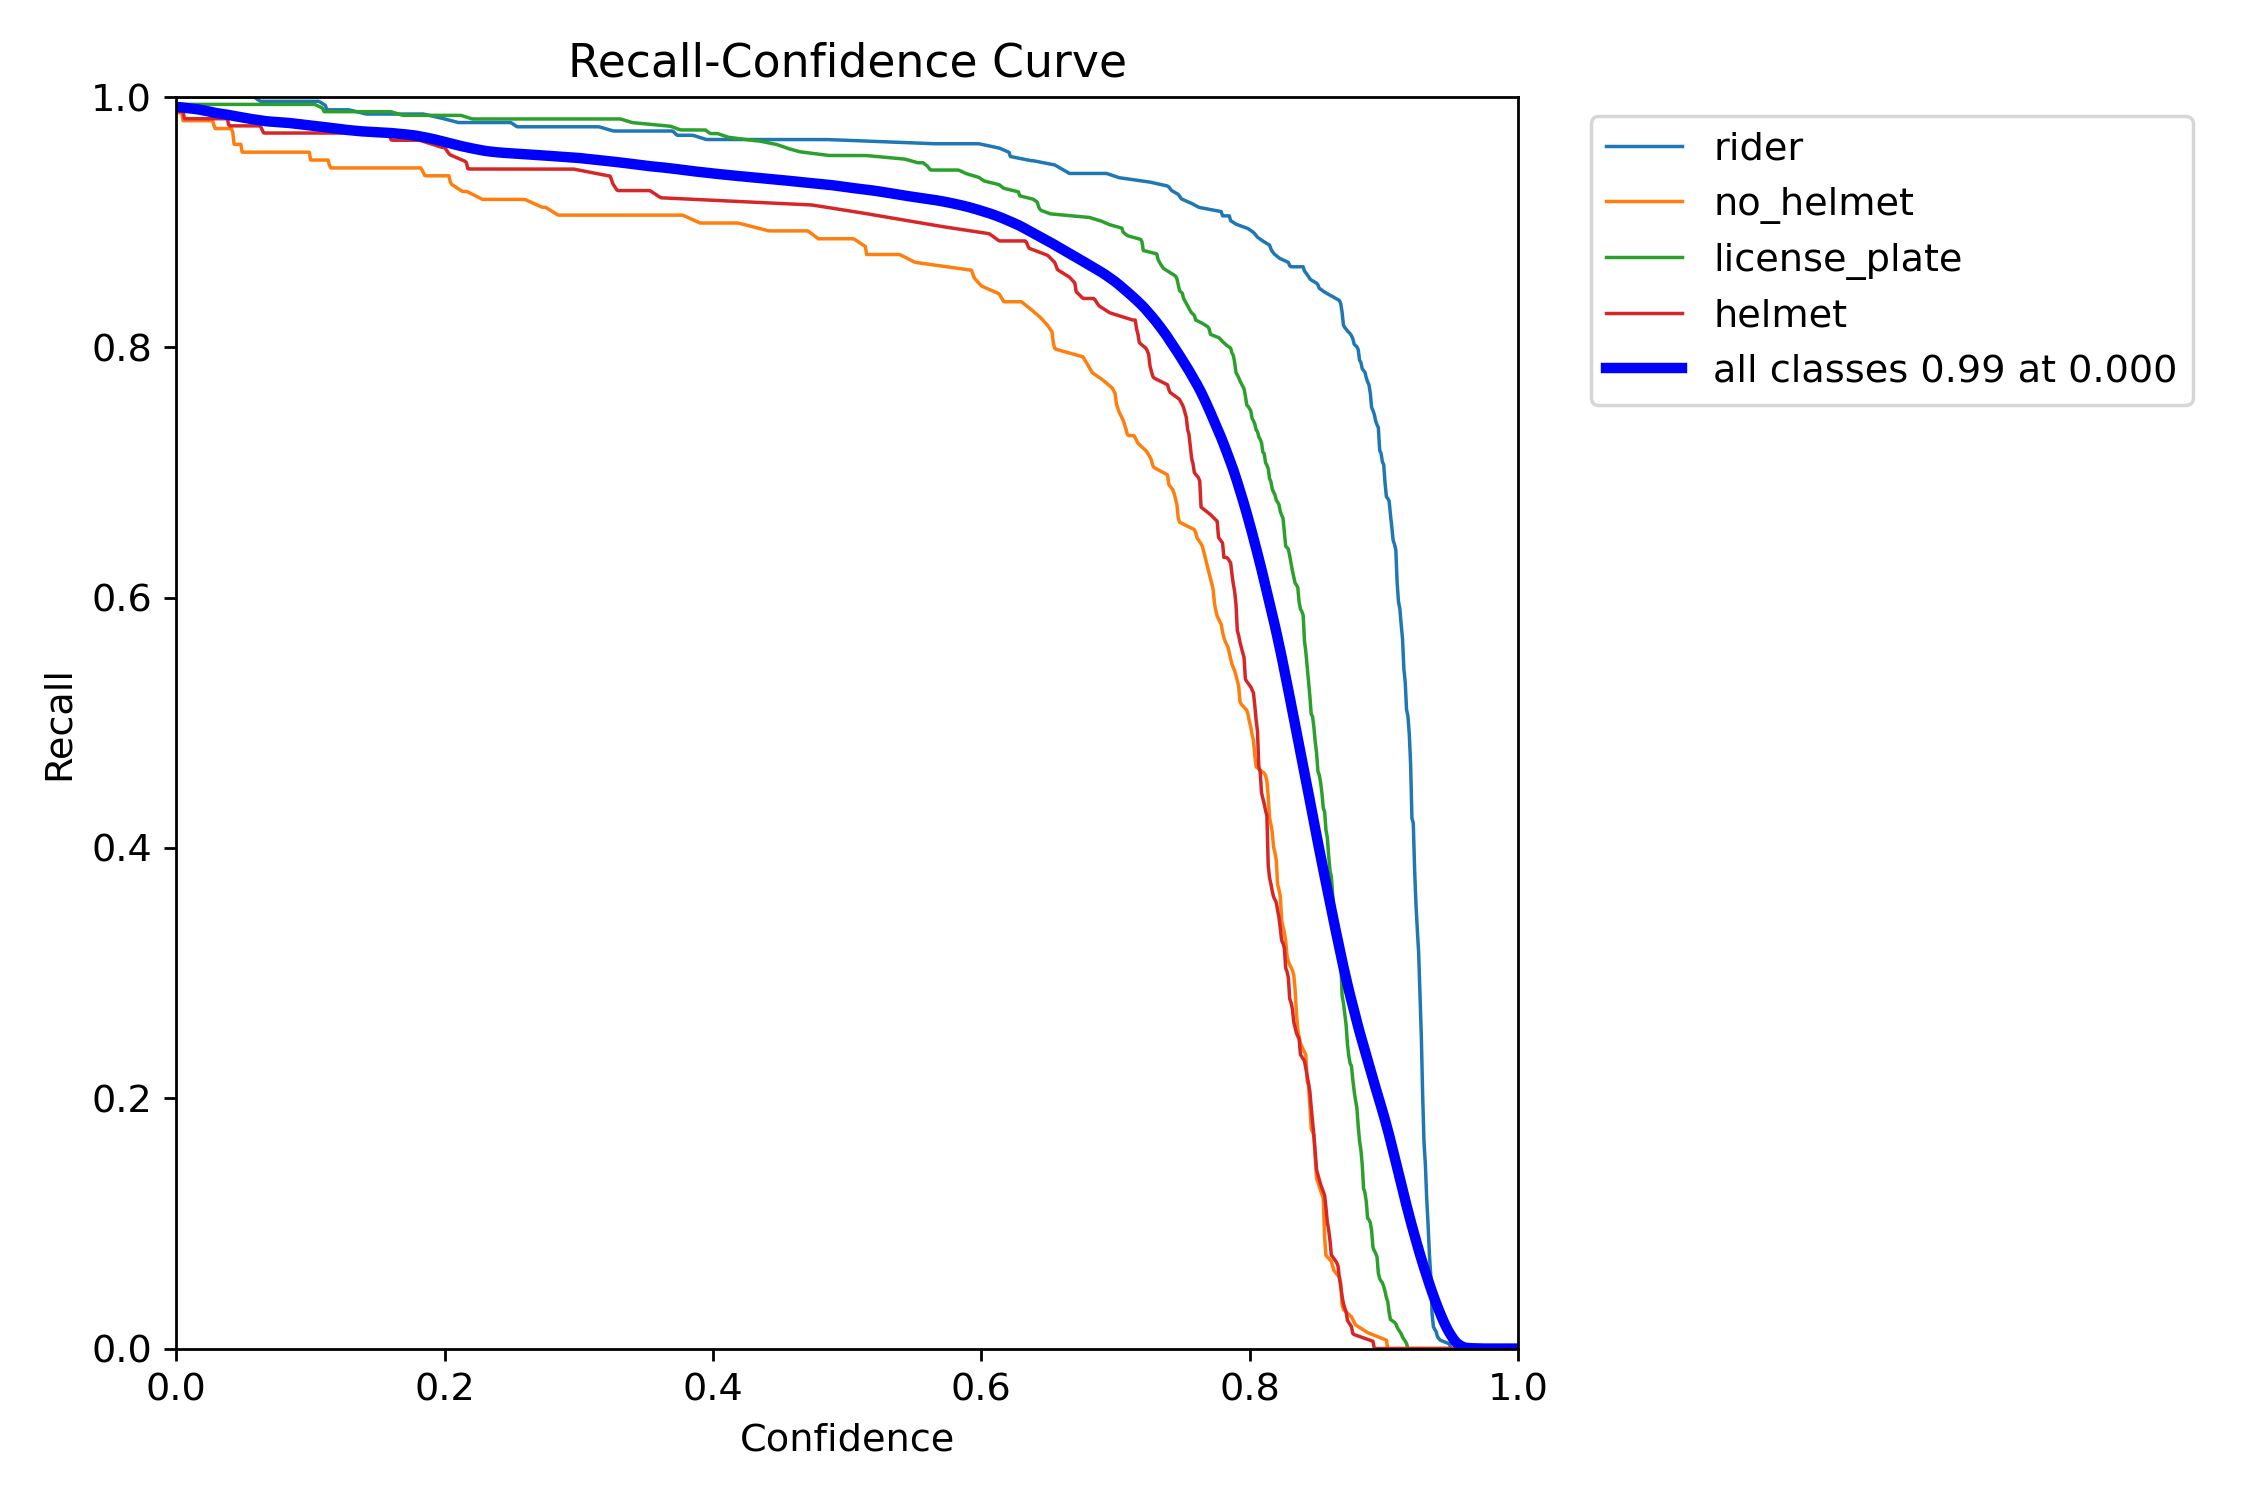 Recall-Confidence Curve
1.0
0.8
0.6
0.4
0.2
0.0
Recall
0.0 0.2 0.4 0.6 0.8 1.0
Confidence
rider
no_helmet
license_plate
helmet
all classes 0.99 at 0.000